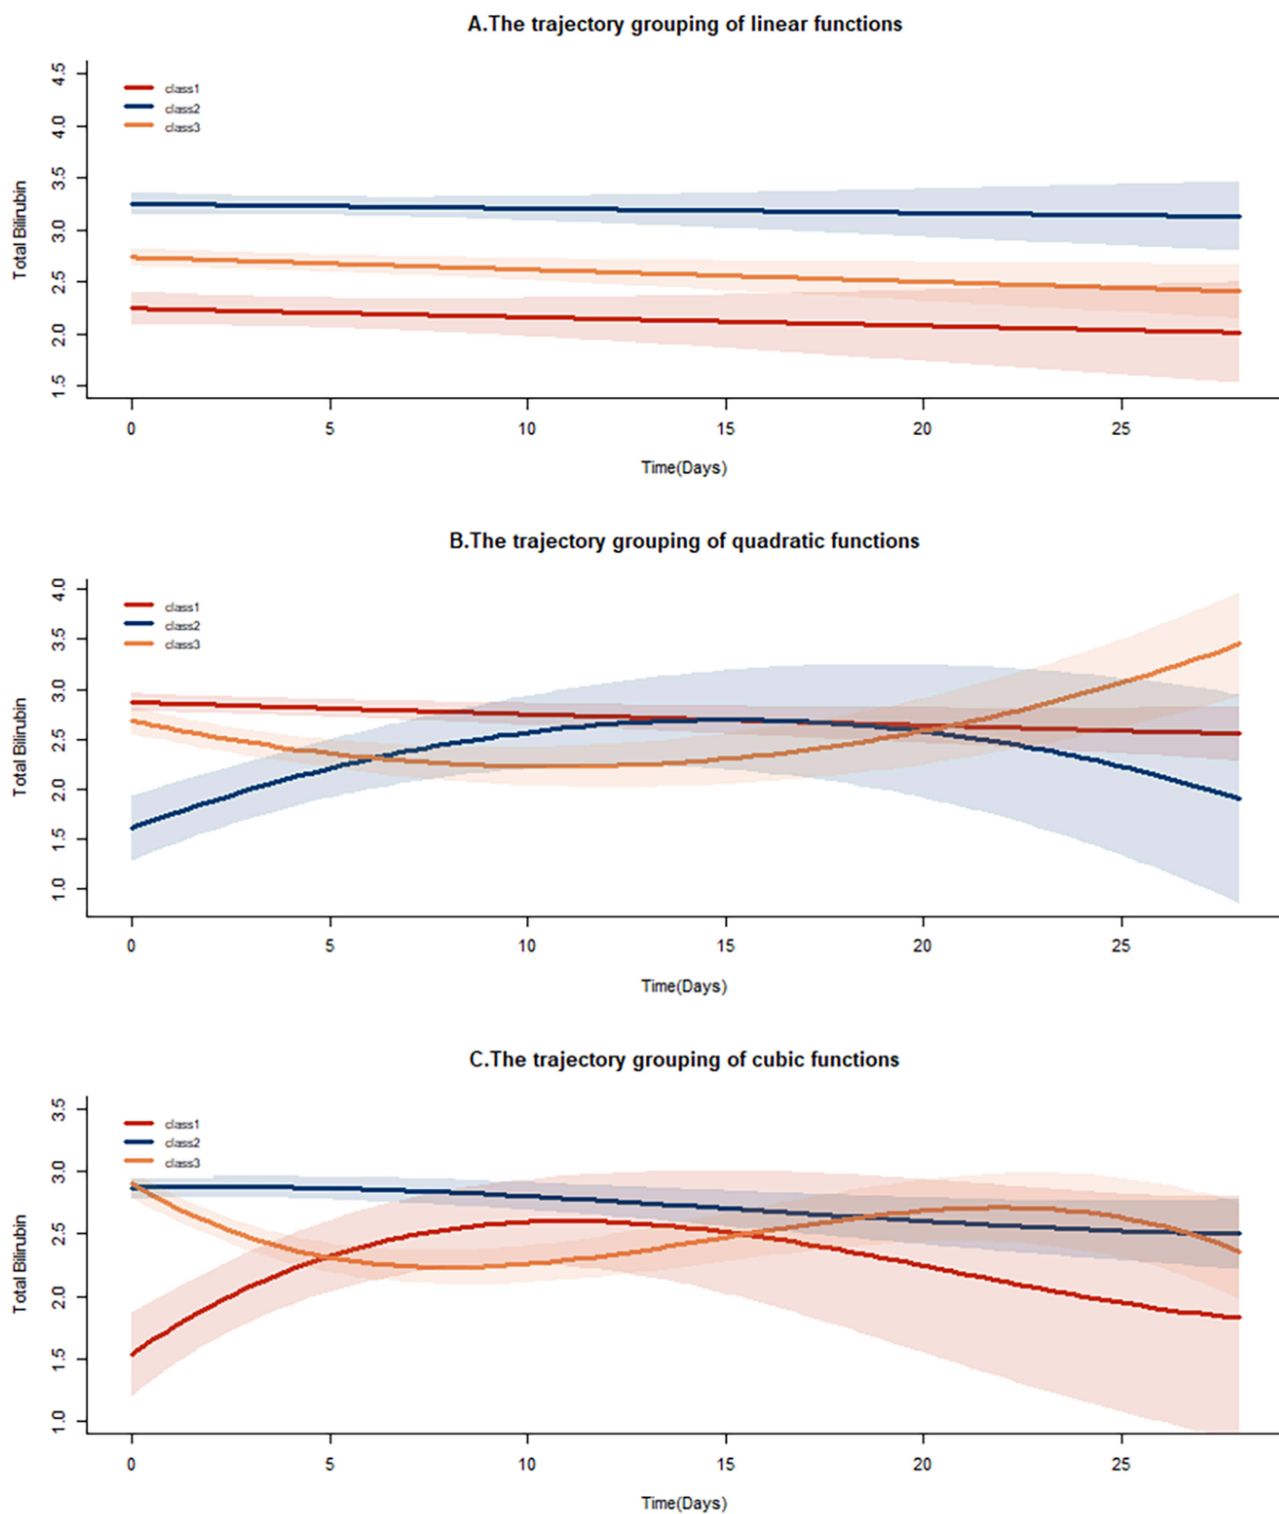 A.The trajectory grouping of linear functions
class1
class2
class3
Total Bilirubin
4.5
4.0
3.5
3.0
2.5
2.0
1.5
0 5 10 15 20 25
Time(Days)
B.The trajectory grouping of quadratic functions
class1
class2
class3
Total Bilirubin
4.0
3.5
3.0
2.5
2.0
1.5
1.0
0 5 10 15 20 25
Time(Days)
C.The trajectory grouping of cubic functions
class1
class2
class3
Total Bilirubin
3.5
3.0
2.5
2.0
1.5
1.0
0 5 10 15 20 25
Time(Days)